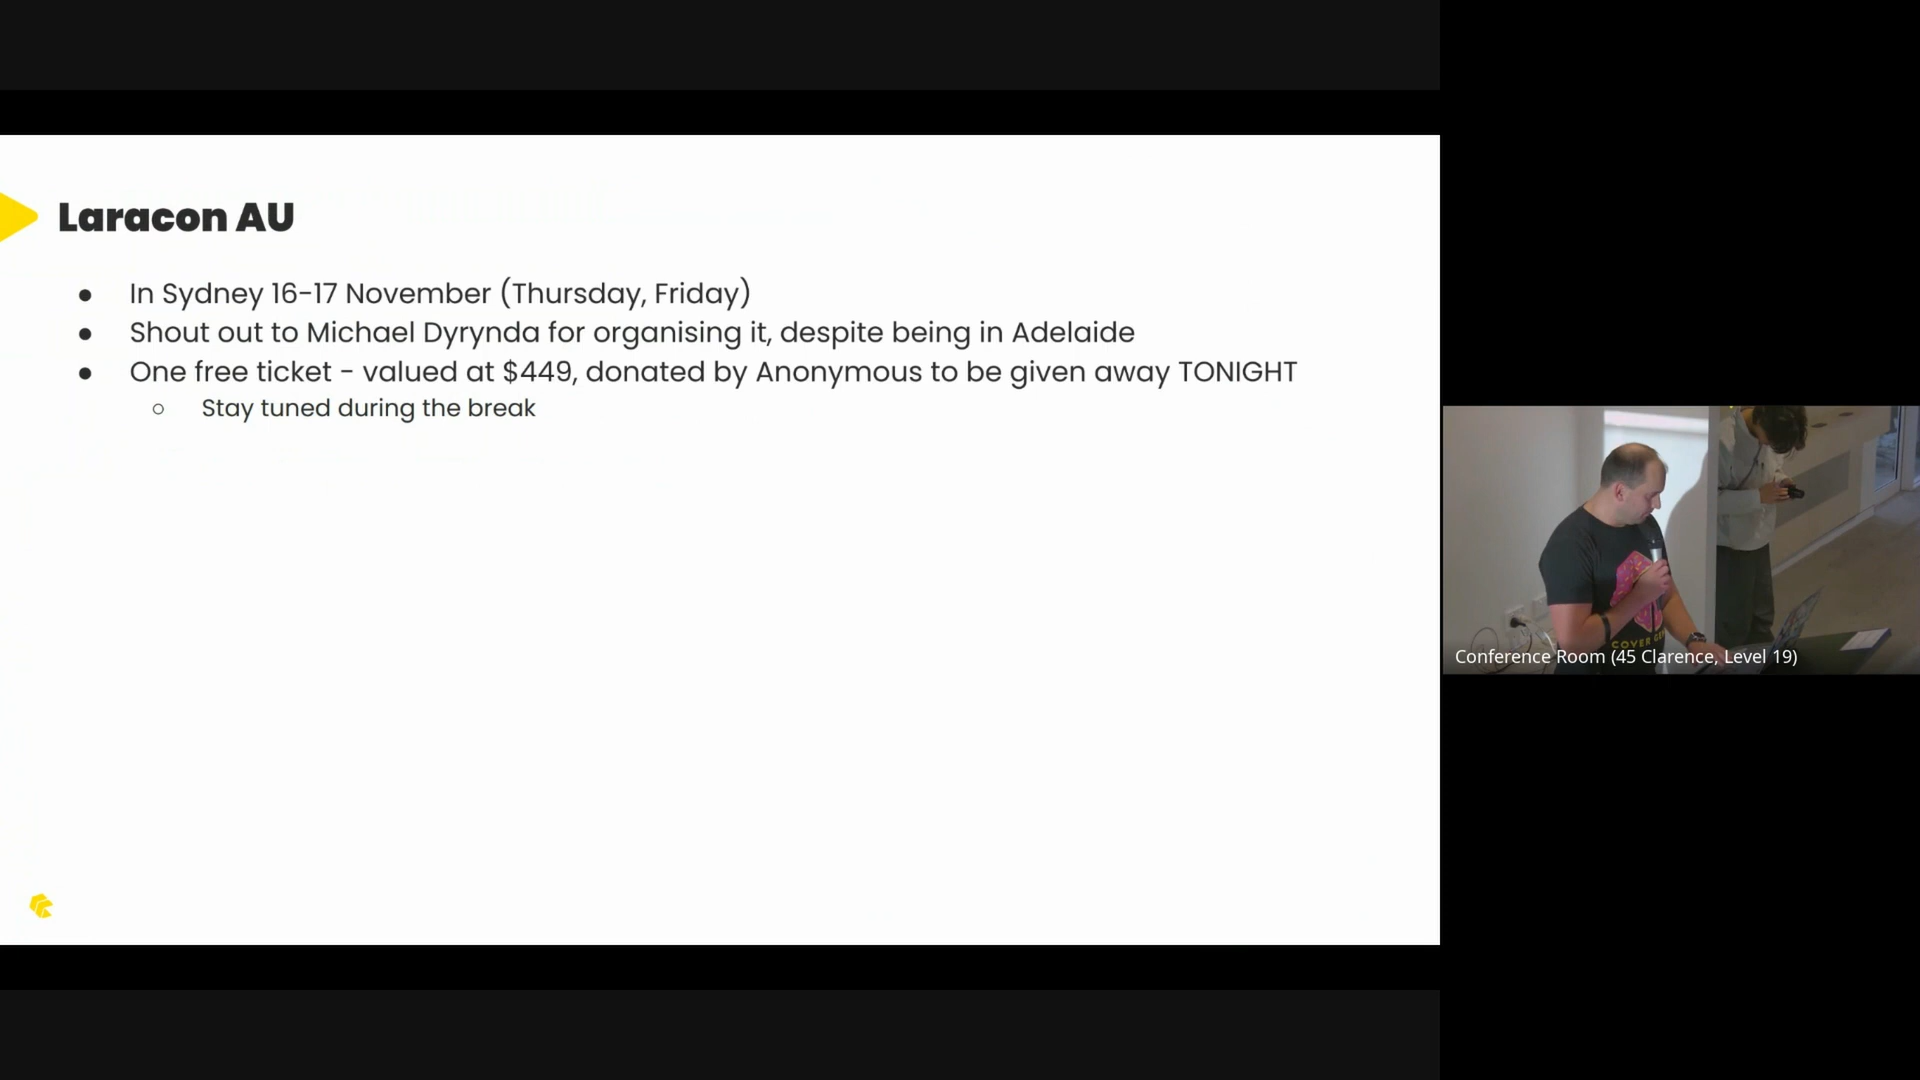 Laracon AU
● In Sydney 16-17 November (Thursday, Friday)
● Shout out to Michael Dyrynda for organising it, despite being in Adelaide
● One free ticket - valued at $449, donated by Anonymous to be given away TONIGHT
○ Stay tuned during the break
COVER GE
Conference Room (45 Clarence, Level 19)